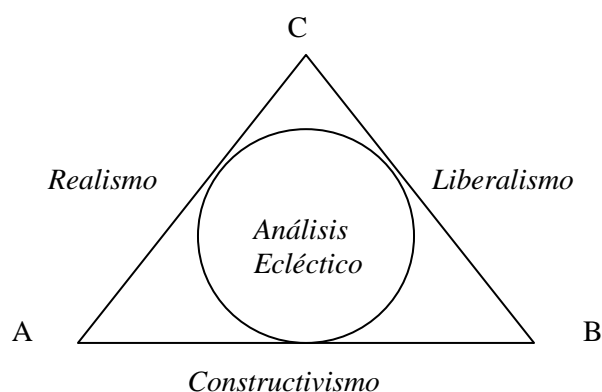 C
Realismo
Liberalismo
Análisis
Ecléctico
A
B
Constructivismo